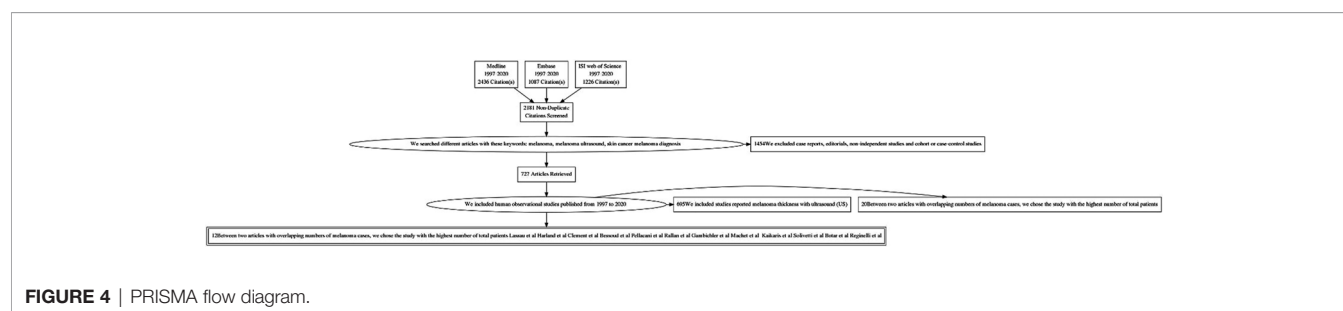 Medline
1997-2020
2436 Citation(s)
Embase
1997-2020
1087 Citation(s)
ISI web of Science
1997-2020
1226 Citation(s)
2181 Non-Duplicate
Citations Screened
We searched different articles with these keywords: melanoma, melanoma ultrasound, skin cancer melanoma diagnosis
1454We excluded case reports, editorials, non-independent studies and cohort or case-control studies
727 Articles Retrieved
We included human observational studies published from 1997 to 2020
695We included studies reported melanoma thickness with ultrasound (US)
20Between two articles with overlapping numbers of melanoma cases, we chose the study with the highest number of total patients
12Between two articles with overlapping numbers of melanoma cases, we chose the study with the highest number of total patients Lassau et al Harland et al Clement et al Bessoud et al Pellacani et al Rallan et al Gambichler et al Machet et al Kaikaris et al Solivetti et al Botar et al Reginelli et al
FIGURE 4 | PRISMA flow diagram.